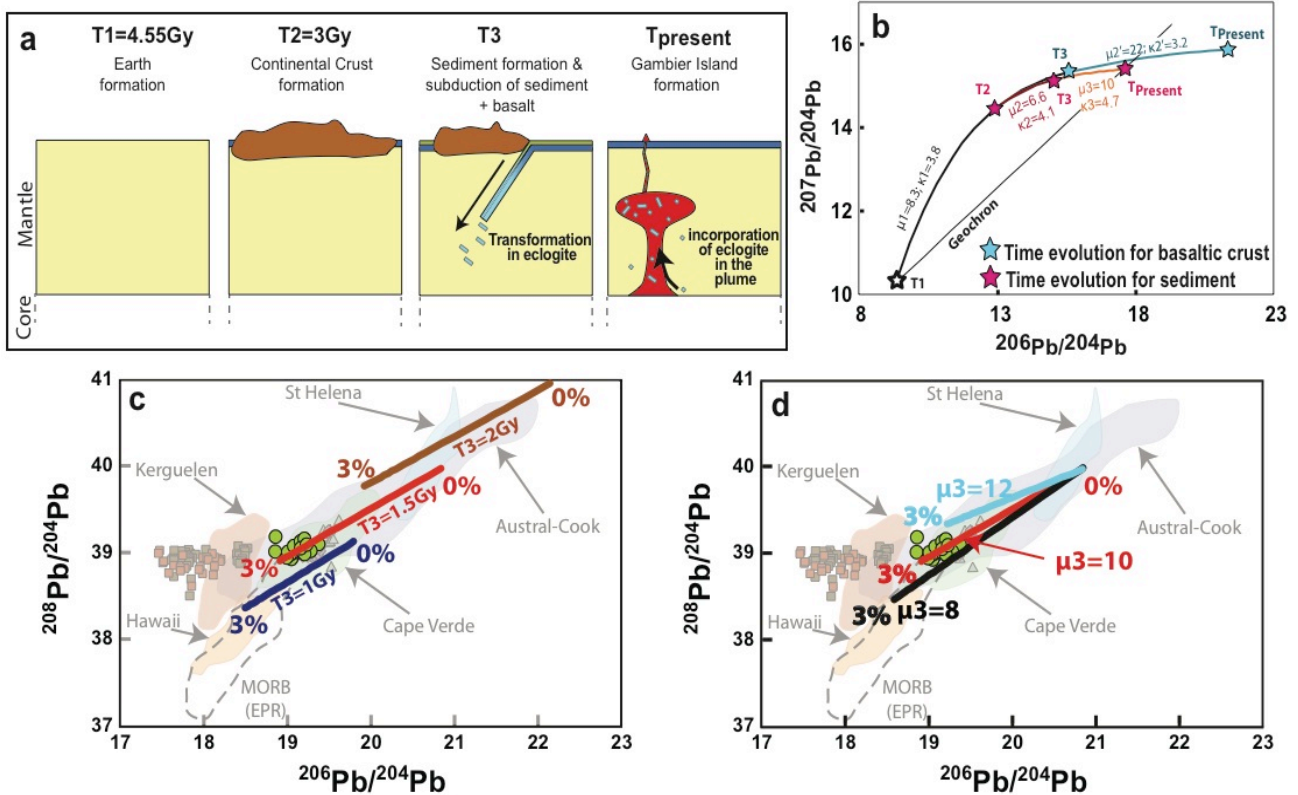 a
T1=4.55Gy
Earth
formation
T2=3Gy
Continental Crust
formation
T3
Sediment formation &
subduction of sediment
+ basalt
Tpresent
Gambier Island
formation
Mantle
Core
Transformation
in eclogite
incorporation
of eclogite
in the
plume
b
16
14
12
10
8
13
18
23
207Pb/204Pb
206Pb/204Pb
T1
T2
T3
T3
TPresent
TPresent
μ1=8.3; κ1=3.8
μ2=6.6
κ2=4.1
μ2'=22; κ2'=3.2
μ3=10
κ3=4.7
Geochron
Time evolution for basaltic crust
Time evolution for sediment
c
41
40
39
38
37
17
18
19
20
21
22
23
208Pb/204Pb
206Pb/204Pb
St Helena
Kerguelen
Hawaii
MORB
(EPR)
Cape Verde
Austral-Cook
3%
T3=2Gy
0%
3%
T3=1.5Gy
0%
3%
T3=1Gy
0%
d
41
40
39
38
37
17
18
19
20
21
22
23
208Pb/204Pb
206Pb/204Pb
St Helena
Kerguelen
Hawaii
MORB
(EPR)
Cape Verde
Austral-Cook
μ3=12
3%
0%
μ3=10
3%
3%
μ3=8